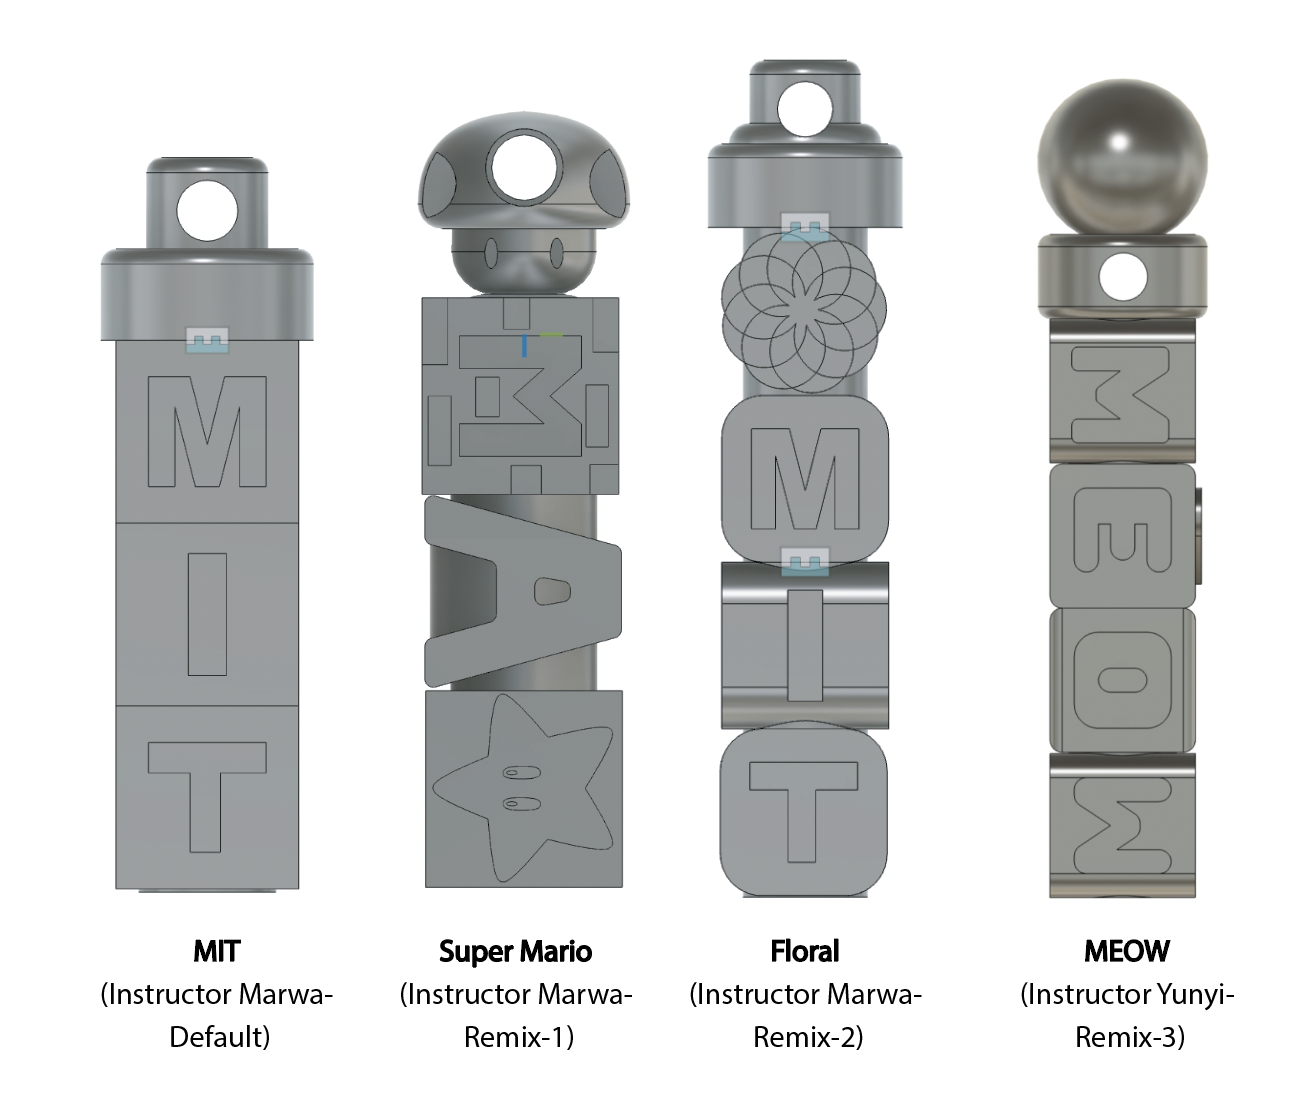 M
I
T
M
A
M
I
T
M
E
O
W
MIT
(Instructor Marwa-
Default)
Super Mario
(Instructor Marwa-
Remix-1)
Floral
(Instructor Marwa-
Remix-2)
MEOW
(Instructor Yunyi-
Remix-3)